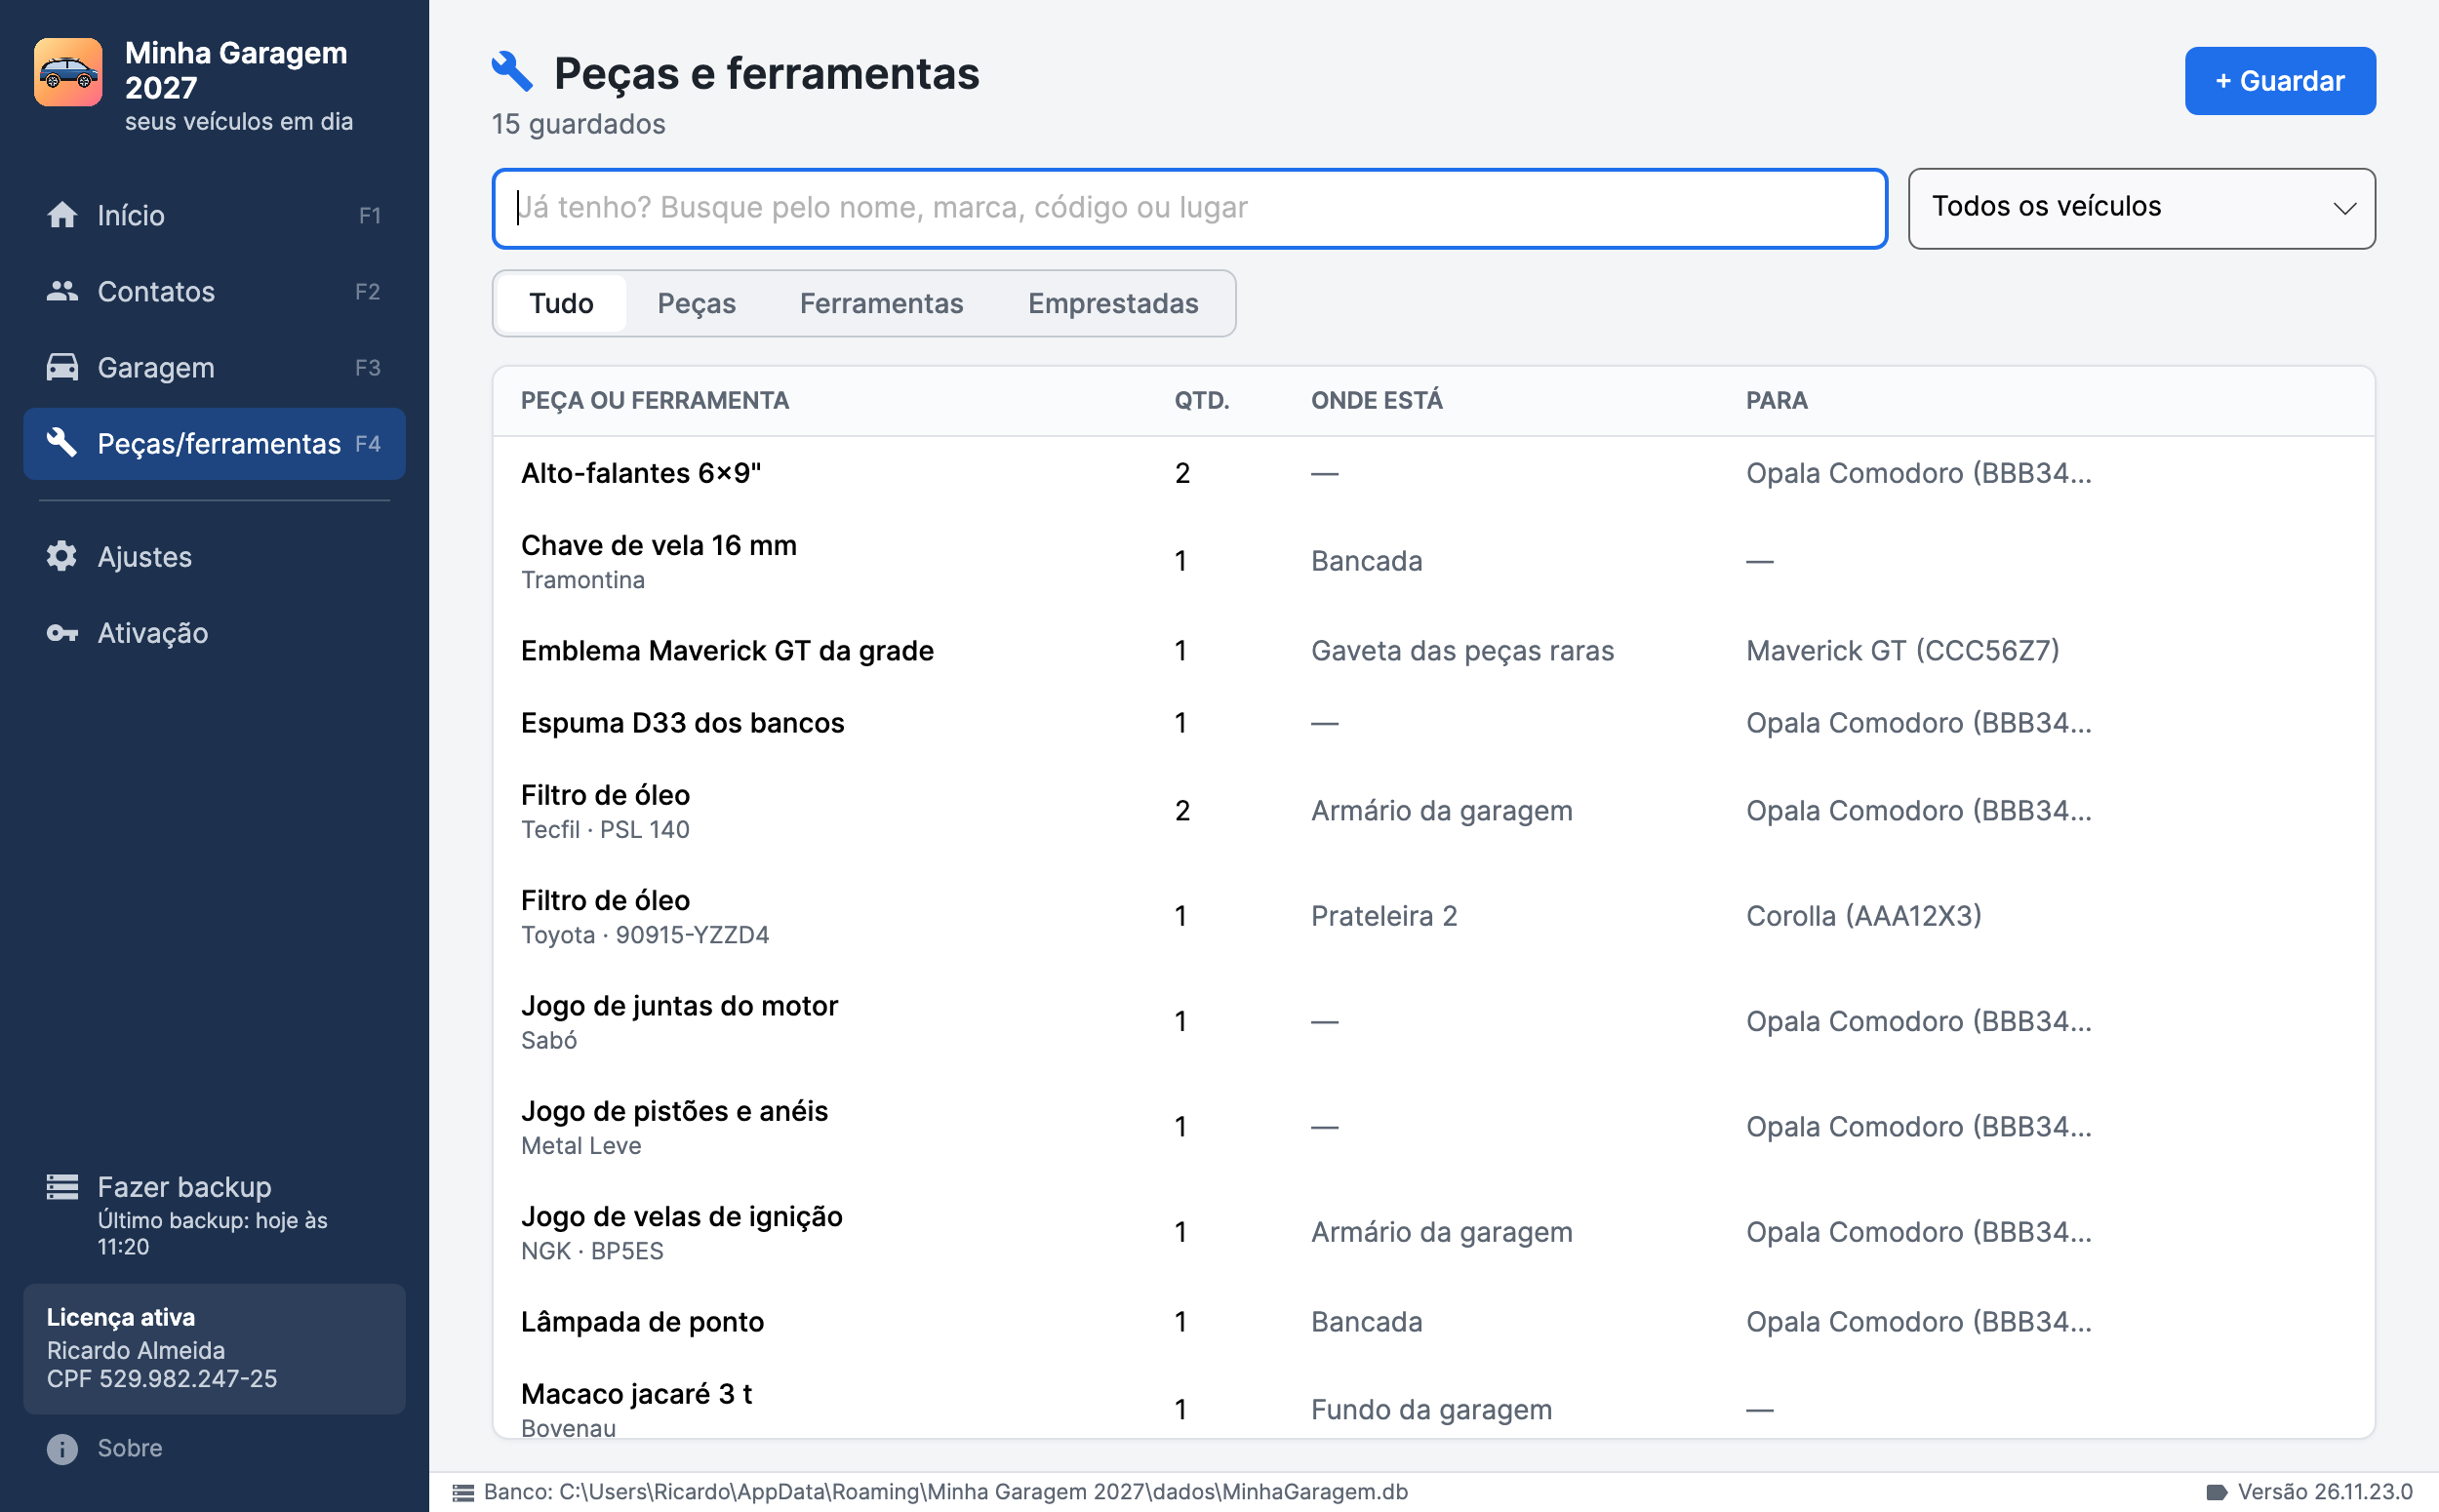 Minha Garagem
2027
seus veículos em dia
Início F1
Contatos F2
Garagem F3
Peças/ferramentas F4
Ajustes
Ativação
Fazer backup
Último backup: hoje às
11:20
Licença ativa
Ricardo Almeida
CPF 529.982.247-25
Sobre
Peças e ferramentas
15 guardados
+ Guardar
Já tenho? Busque pelo nome, marca, código ou lugar
Todos os veículos
Tudo Peças Ferramentas Emprestadas
PEÇA OU FERRAMENTA QTD. ONDE ESTÁ PARA
Alto-falantes 6×9" 2 — Opala Comodoro (BBB34...
Chave de vela 16 mm
Tramontina
1 Bancada —
Emblema Maverick GT da grade 1 Gaveta das peças raras Maverick GT (CCC56Z7)
Espuma D33 dos bancos 1 — Opala Comodoro (BBB34...
Filtro de óleo
Tecfil · PSL 140
2 Armário da garagem Opala Comodoro (BBB34...
Filtro de óleo
Toyota · 90915-YZZD4
1 Prateleira 2 Corolla (AAA12X3)
Jogo de juntas do motor
Sabó
1 — Opala Comodoro (BBB34...
Jogo de pistões e anéis
Metal Leve
1 — Opala Comodoro (BBB34...
Jogo de velas de ignição
NGK · BP5ES
1 Armário da garagem Opala Comodoro (BBB34...
Lâmpada de ponto 1 Bancada Opala Comodoro (BBB34...
Macaco jacaré 3 t
Bovenau
1 Fundo da garagem —
Banco: C:\Users\Ricardo\AppData\Roaming\Minha Garagem 2027\dados\MinhaGaragem.db
Versão 26.11.23.0